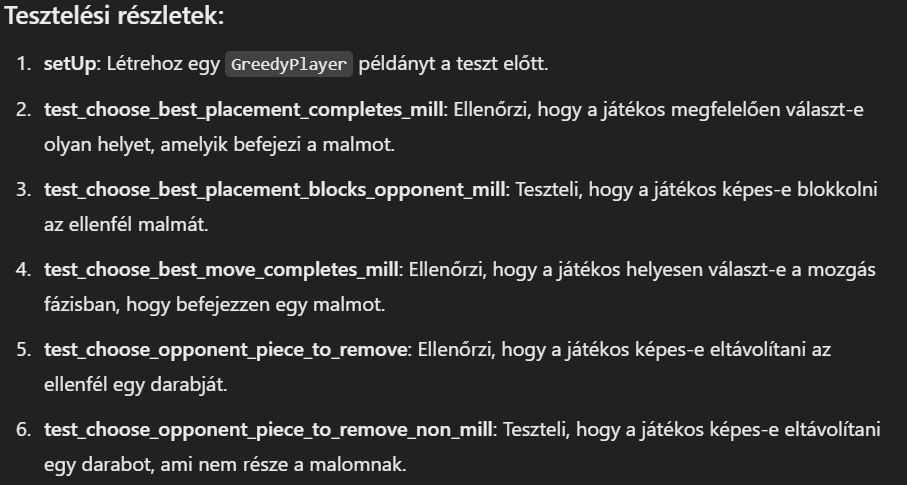 Tesztelési részletek:
1. setUp: Létrehoz egy GreedyPlayer példányt a teszt előtt.
2. test_choose_best_placement_completes_mill: Ellenőrzi, hogy a játékos megfelelően választ-e
olyan helyet, amelyik befejezi a malmot.
3. test_choose_best_placement_blocks_opponent_mill: Teszteli, hogy a játékos képes-e blokkolni
az ellenfél malmát.
4. test_choose_best_move_completes_mill: Ellenőrzi, hogy a játékos helyesen választ-e a mozgás
fázisban, hogy befejezzen egy malmot.
5. test_choose_opponent_piece_to_remove: Ellenőrzi, hogy a játékos képes-e eltávolítani az
ellenfél egy darabját.
6. test_choose_opponent_piece_to_remove_non_mill: Teszteli, hogy a játékos képes-e eltávolítani
egy darabot, ami nem része a malomnak.